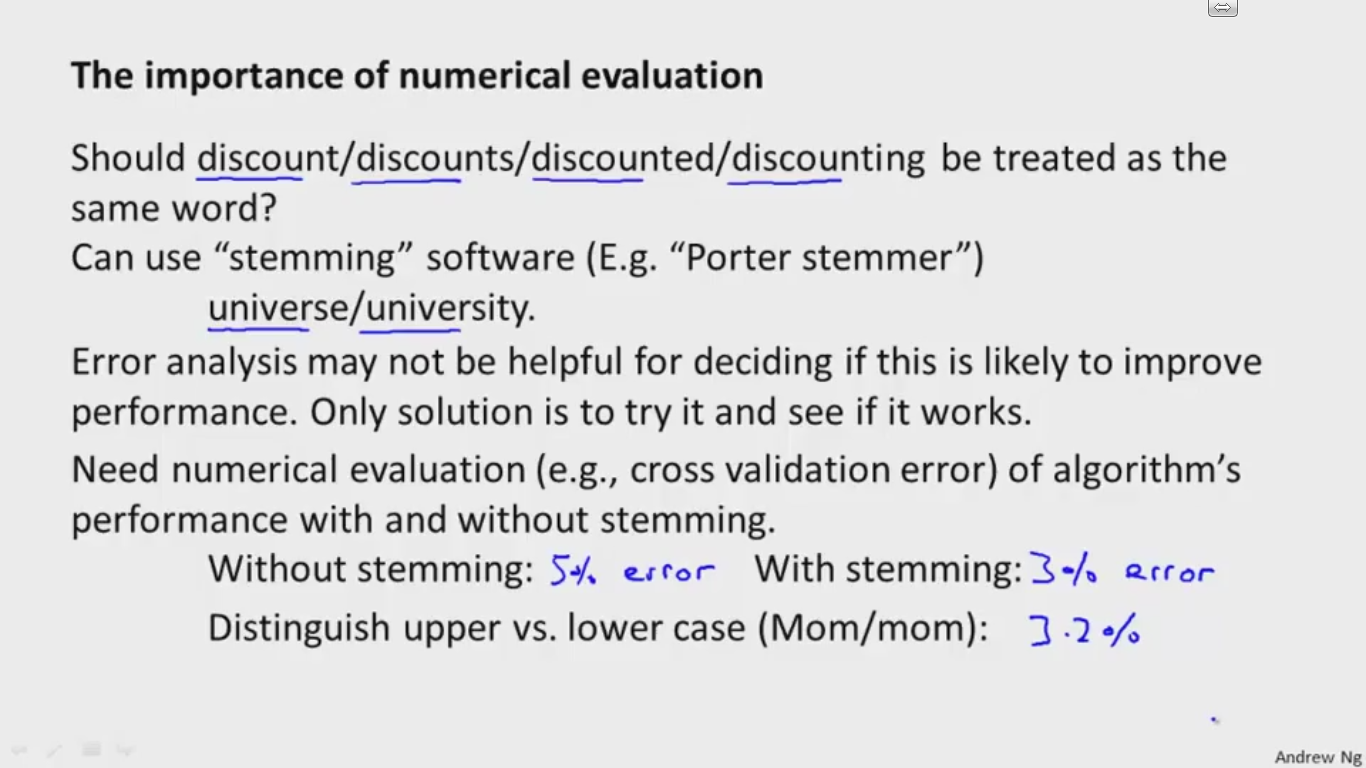 The importance of numerical evaluation
Should discount/discounts/discounted/discounting be treated as the
same word?
Can use “stemming” software (E.g. “Porter stemmer”)
universe/university.
Error analysis may not be helpful for deciding if this is likely to improve
performance. Only solution is to try it and see if it works.
Need numerical evaluation (e.g., cross validation error) of algorithm’s
performance with and without stemming.
Without stemming: 5% error With stemming: 3% error
Distinguish upper vs. lower case (Mom/mom): 3.2%
Andrew Ng